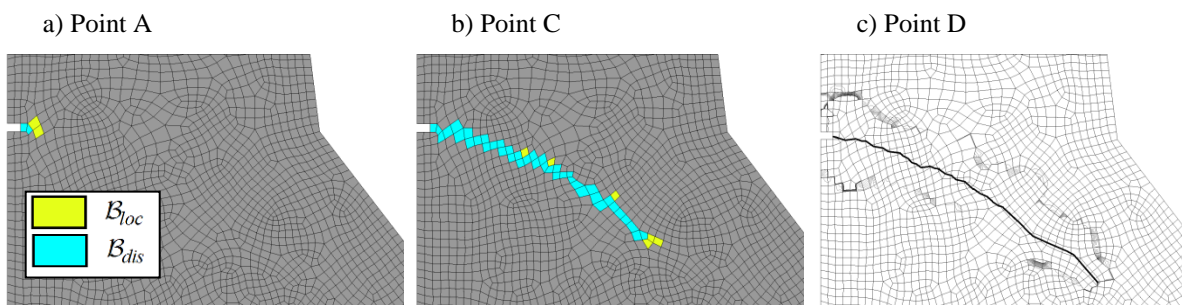 a) Point A
b) Point C
c) Point D
B_loc
B_dis